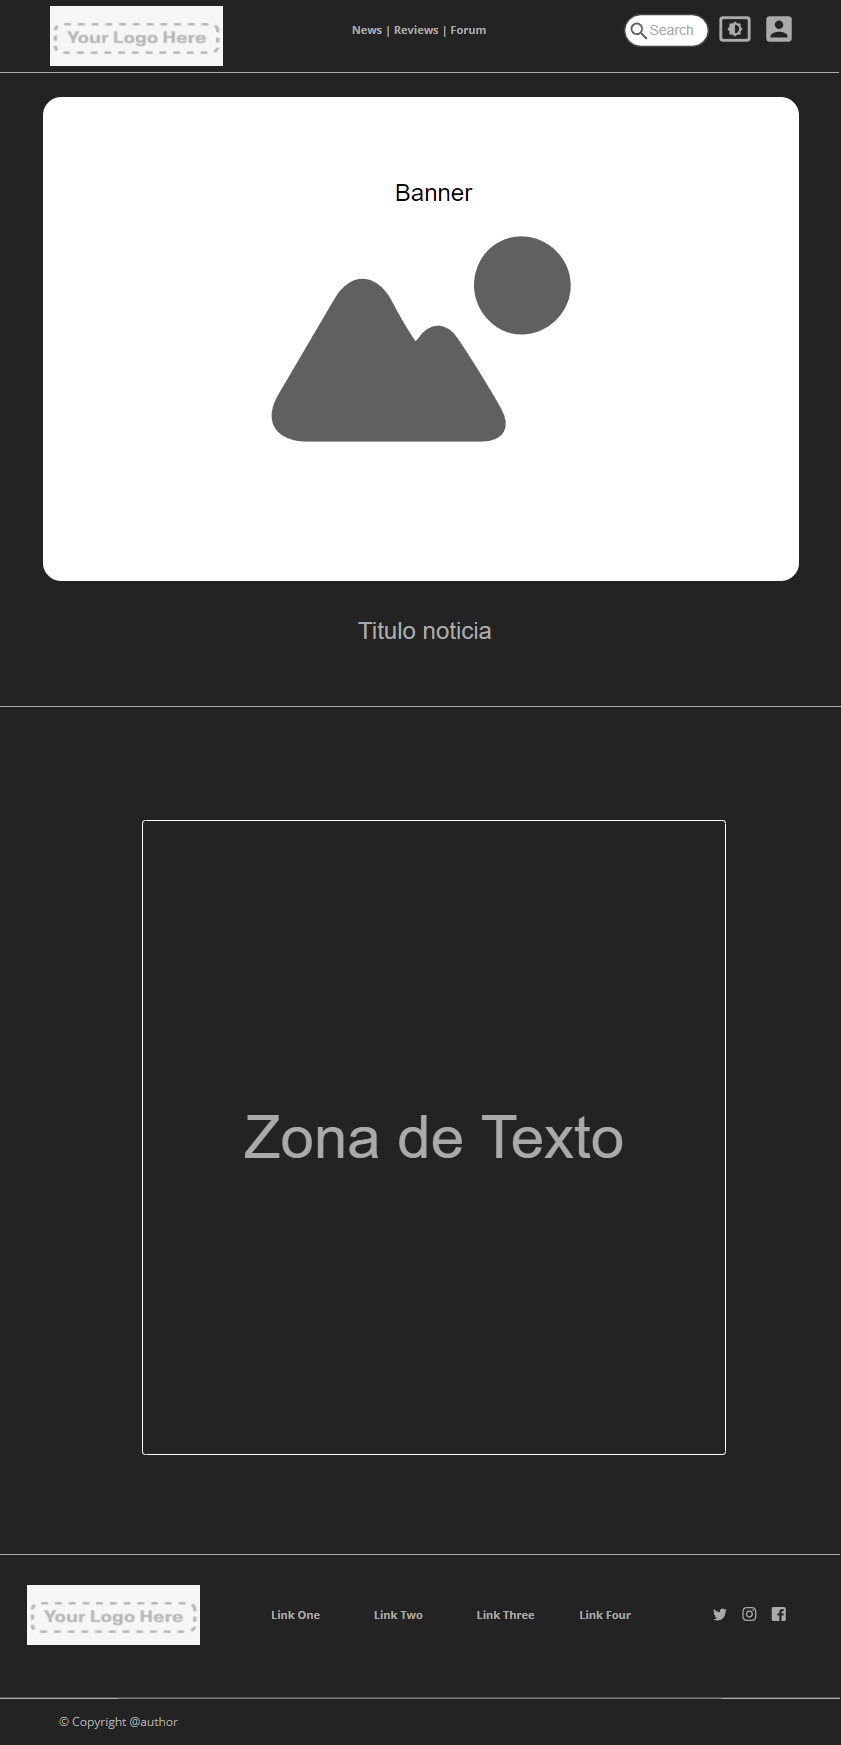 Your Logo Here
News | Reviews | Forum
Search
Banner
Titulo noticia
Zona de Texto
Your Logo Here
Link One
Link Two
Link Three
Link Four
© Copyright @author